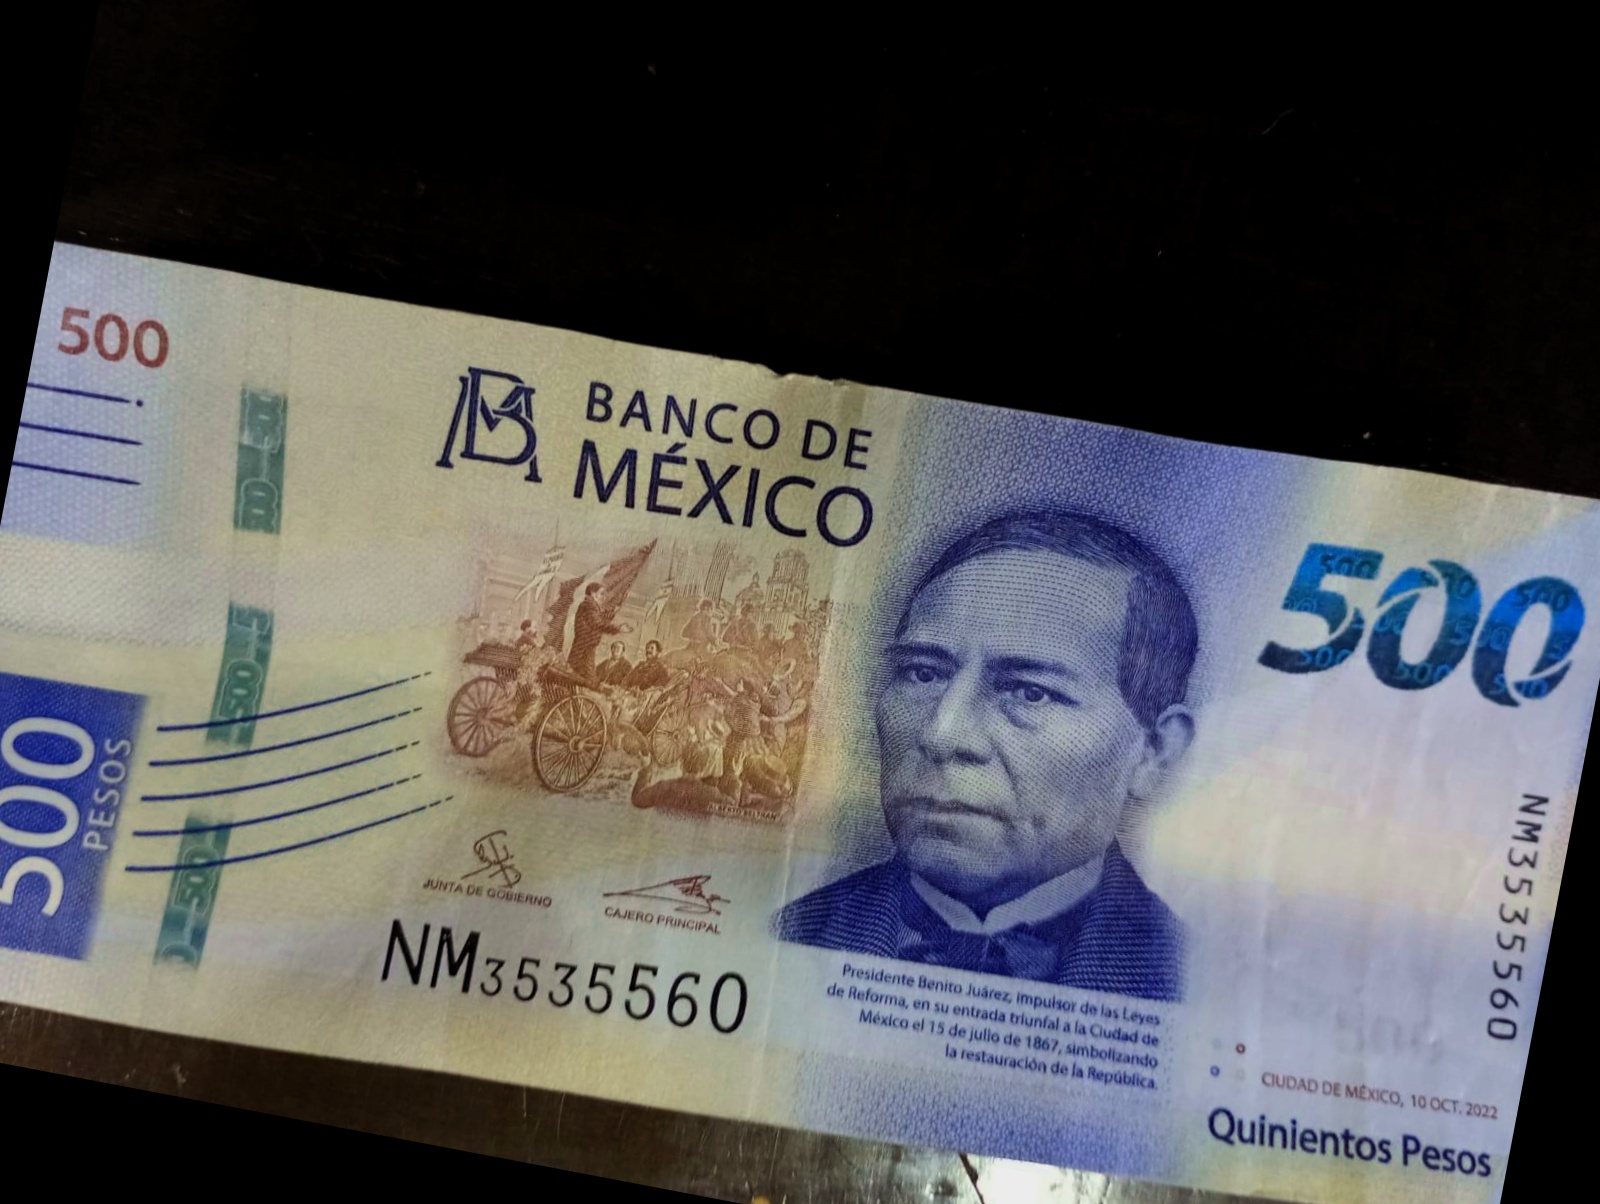 500
BANCO DE
MÉXICO
500
500
PESOS
ALBERTO BELTRÁN
JUNTA DE GOBIERNO
CAJERO PRINCIPAL
NM3535560
NM3535560
Presidente Benito Juárez, impulsor de las Leyes
de Reforma, en su entrada triunfal a la Ciudad de
México el 15 de julio de 1867, simbolizando
la restauración de la República.
CIUDAD DE MÉXICO, 10 OCT. 2022
Quinientos Pesos